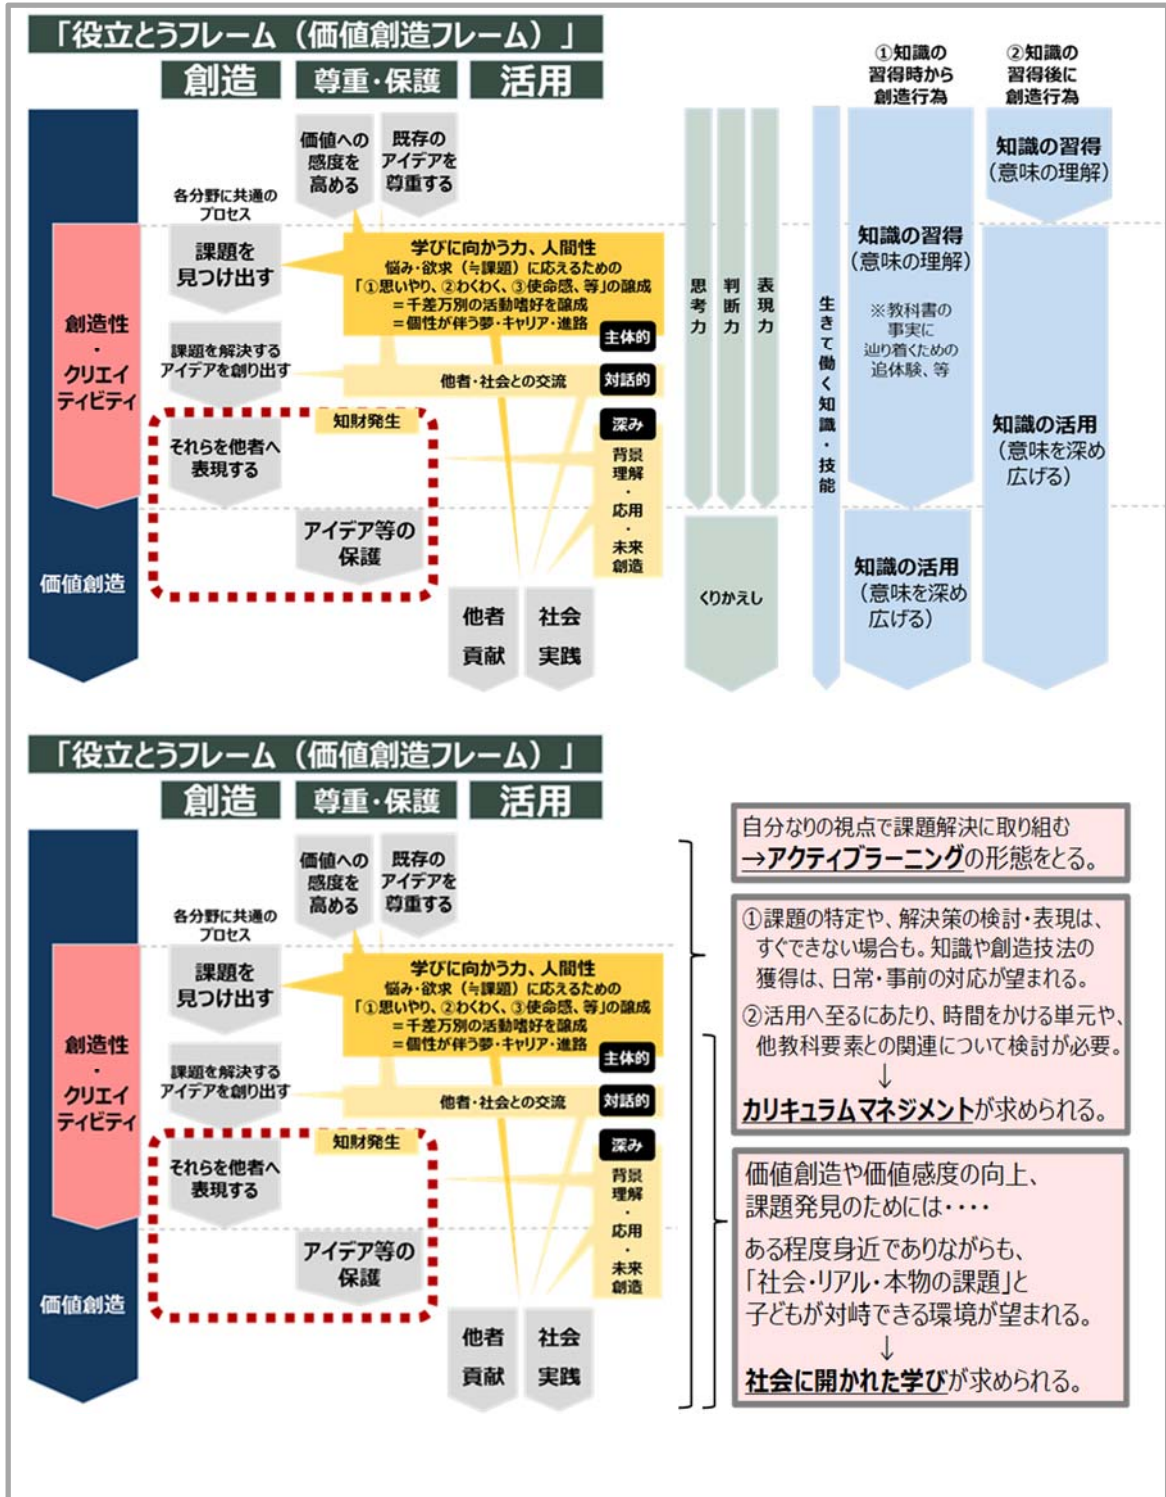 「役立とうフレーム（価値創造フレーム）」
創造
尊重・保護
活用
①知識の
習得時から
創造行為
②知識の
習得後に
創造行為
価値への
感度を
高める
既存の
アイデアを
尊重する
各分野に共通の
プロセス
課題を
見つけ出す
学びに向かう力、人間性
悩み・欲求（≒課題）に応えるための
「①思いやり、②わくわく、③使命感、等」の醸成
＝千差万別の活動嗜好を醸成
＝個性が伴う夢・キャリア・進路
主体的
創造性
・
クリエイ
ティビティ
課題を解決する
アイデアを創り出す
他者・社会との交流
対話的
知財発生
深み
それらを他者へ
表現する
背景
理解
・
応用
・
未来
創造
アイデア等の
保護
価値創造
他者
貢献
社会
実践
思考力
判断力
表現力
くりかえし
生きて働く知識・技能
知識の習得
（意味の理解）
※教科書の
事実に
辿り着くための
追体験、等
知識の活用
（意味を深め
広げる）
知識の習得
（意味の理解）
知識の活用
（意味を深め
広げる）
「役立とうフレーム（価値創造フレーム）」
創造
尊重・保護
活用
価値への
感度を
高める
既存の
アイデアを
尊重する
各分野に共通の
プロセス
課題を
見つけ出す
学びに向かう力、人間性
悩み・欲求（≒課題）に応えるための
「①思いやり、②わくわく、③使命感、等」の醸成
＝千差万別の活動嗜好を醸成
＝個性が伴う夢・キャリア・進路
主体的
創造性
・
クリエイ
ティビティ
課題を解決する
アイデアを創り出す
他者・社会との交流
対話的
知財発生
深み
それらを他者へ
表現する
背景
理解
・
応用
・
未来
創造
アイデア等の
保護
価値創造
他者
貢献
社会
実践
自分なりの視点で課題解決に取り組む
→アクティブラーニングの形態をとる。
①課題の特定や、解決策の検討・表現は、
すぐできない場合も。知識や創造技法の
獲得は、日常・事前の対応が望まれる。
②活用へ至るにあたり、時間をかける単元や、
他教科要素との関連について検討が必要。
↓
カリキュラムマネジメントが求められる。
価値創造や価値感度の向上、
課題発見のためには・・・・
ある程度身近でありながらも、
「社会・リアル・本物の課題」と
子どもが対峙できる環境が望まれる。
↓
社会に開かれた学びが求められる。